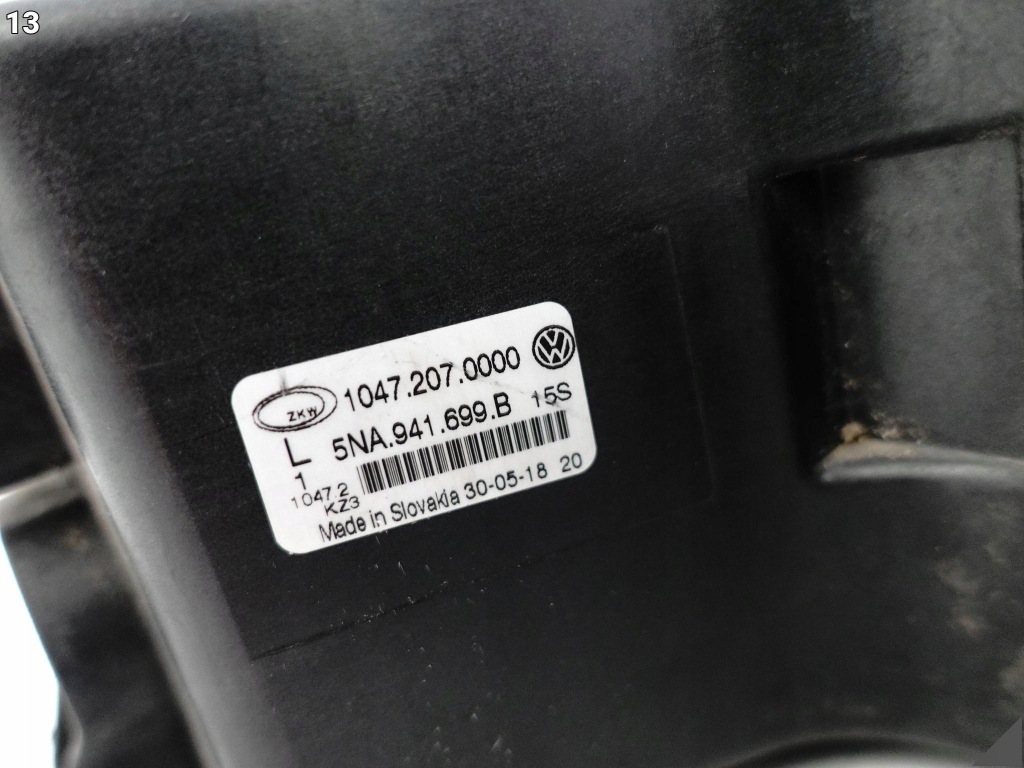 13
ZKW 1047.207.0000 VW
L 5NA.941.699.B 15S
1
1047.2
KZ3
Made in Slovakia 30-05-18 20